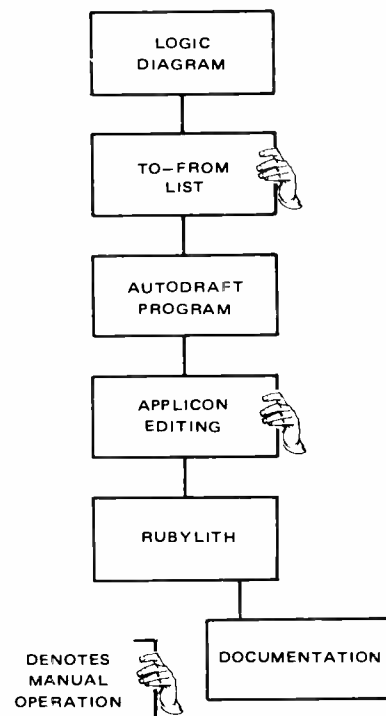 LOGIC
DIAGRAM
TO-FROM
LIST
AUTODRAFT
PROGRAM
APPLICON
EDITING
RUBYLITH
DOCUMENTATION
DENOTES
MANUAL
OPERATION